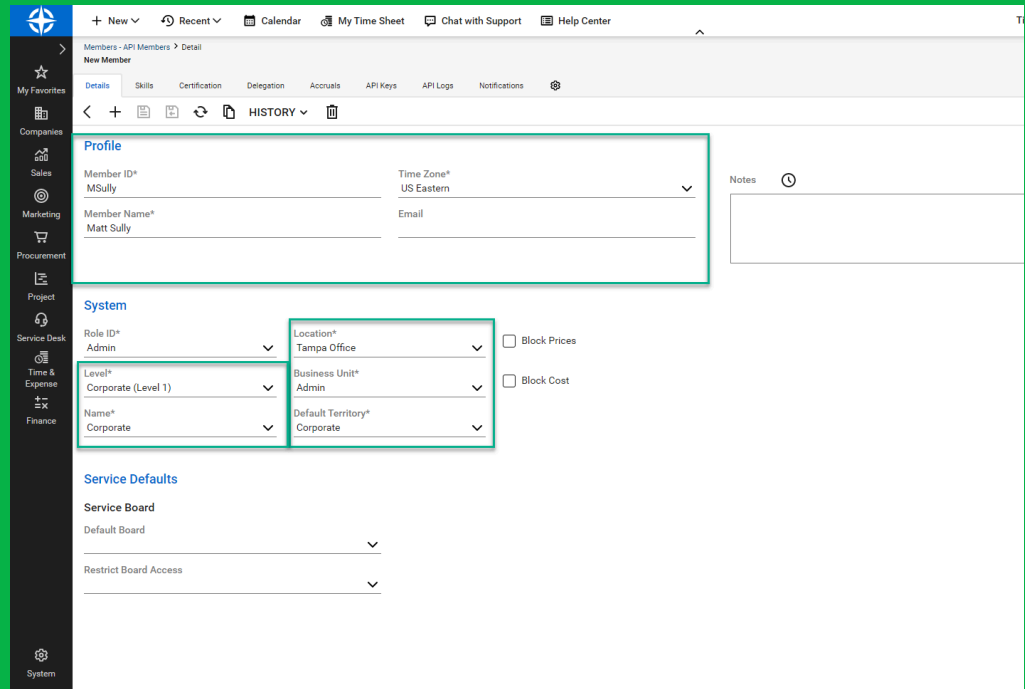 New Recent Calendar My Time Sheet Chat with Support Help Center
Members - API Members > Detail
New Member
Details Skills Certification Delegation Accruals API Keys API Logs Notifications
HISTORY
My Favorites
Companies
Sales
Marketing
Procurement
Project
Service Desk
Time &
Expense
Finance
System
Profile
Member ID* Time Zone*
MSully US Eastern
Member Name* Email
Matt Sully
Notes
System
Role ID* Location*
Admin Tampa Office
Block Prices
Level* Business Unit*
Corporate (Level 1) Admin
Block Cost
Name* Default Territory*
Corporate Corporate
Service Defaults
Service Board
Default Board
Restrict Board Access